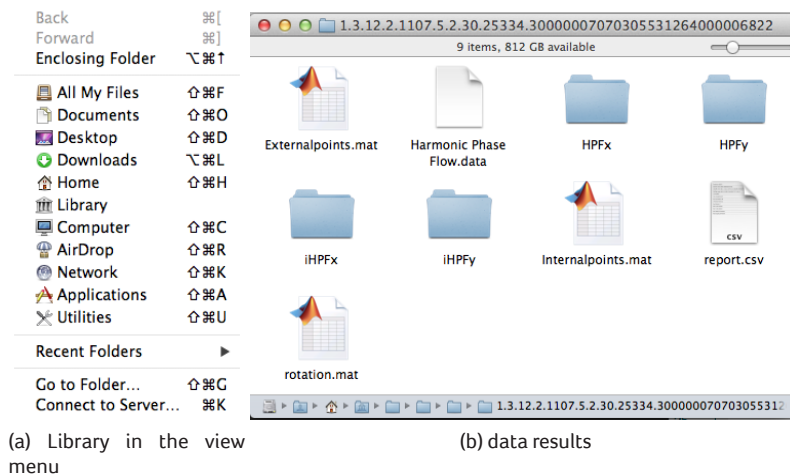 Back ⌘[
Forward ⌘]
Enclosing Folder ⌥⌘↑
All My Files ⇧⌘F
Documents ⇧⌘O
Desktop ⇧⌘D
Downloads ⌥⌘L
Home ⇧⌘H
Library
Computer ⇧⌘C
AirDrop ⇧⌘R
Network ⇧⌘K
Applications ⇧⌘A
Utilities ⇧⌘U
Recent Folders ▶
Go to Folder... ⇧⌘G
Connect to Server... ⌘K
(a) Library in the view
menu
1.3.12.2.1107.5.2.30.25334.30000007070305531264000006822
9 items, 812 GB available
Externalpoints.mat
Harmonic Phase
Flow.data
HPFx
HPFy
iHPFx
iHPFy
Internalpoints.mat
CSV
report.csv
rotation.mat
1.3.12.2.1107.5.2.30.25334.300000070703055312
(b) data results